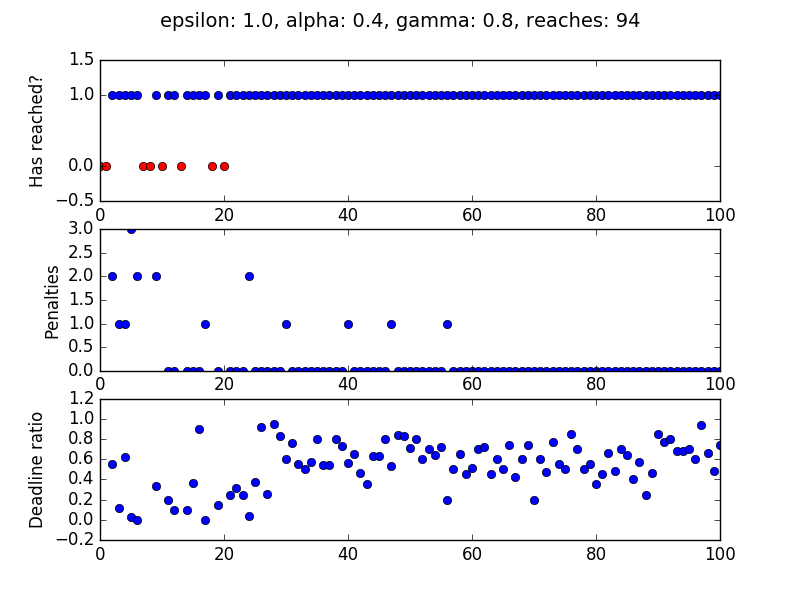 epsilon: 1.0, alpha: 0.4, gamma: 0.8, reaches: 94
Has reached?
1.5
1.0
0.0
−0.5
0 20 40 60 80 100
Penalties
3.0
2.5
2.0
1.5
1.0
0.5
0.0
0 20 40 60 80 100
Deadline ratio
1.2
1.0
0.8
0.6
0.4
0.2
0.0
−0.2
0 20 40 60 80 100